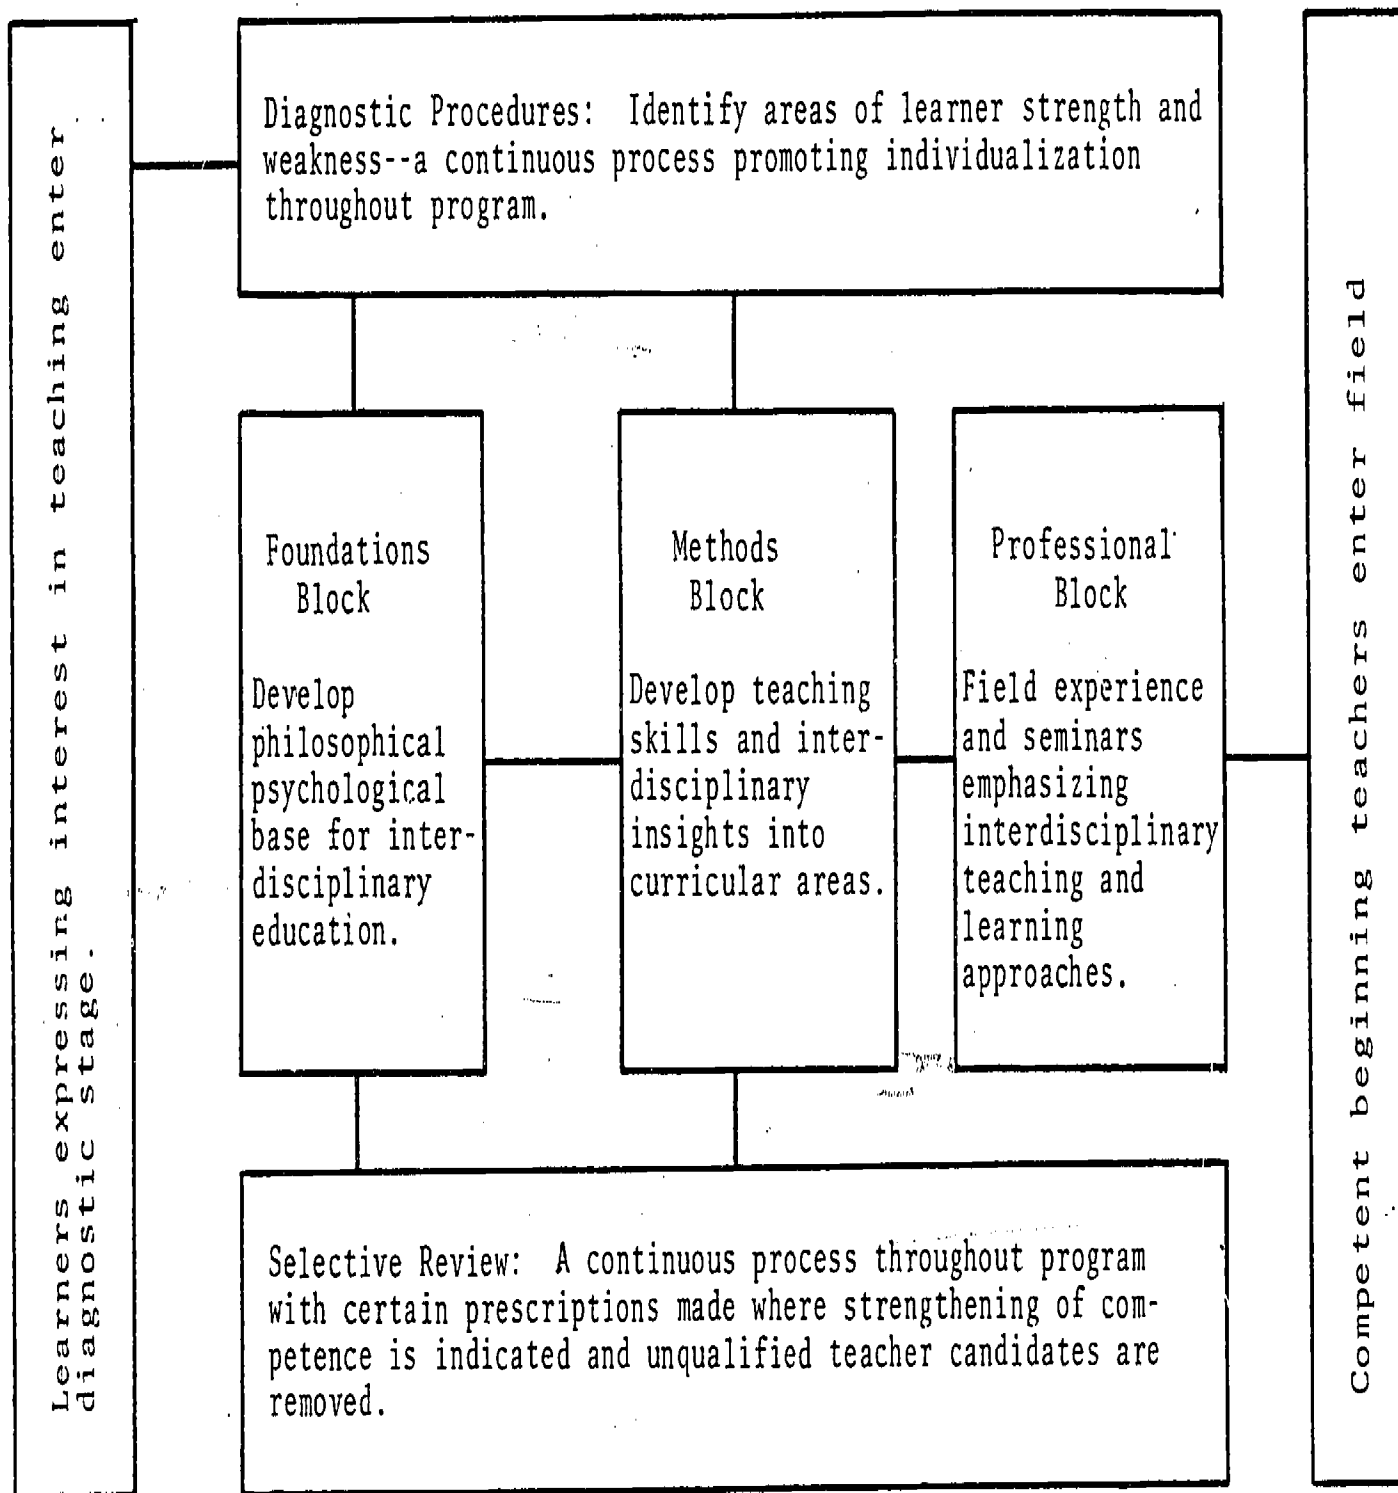 Learners expressing interest in teaching enter
diagnostic stage.
Diagnostic Procedures: Identify areas of learner strength and
weakness--a continuous process promoting individualization
throughout program.
Foundations
Block
Develop
philosophical
psychological
base for inter-
disciplinary
education.
Methods
Block
Develop teaching
skills and inter-
disciplinary
insights into
curricular areas.
Professional
Block
Field experience
and seminars
emphasizing
interdisciplinary
teaching and
learning
approaches.
Selective Review: A continuous process throughout program
with certain prescriptions made where strengthening of com-
petence is indicated and unqualified teacher candidates are
removed.
Competent beginning teachers enter field